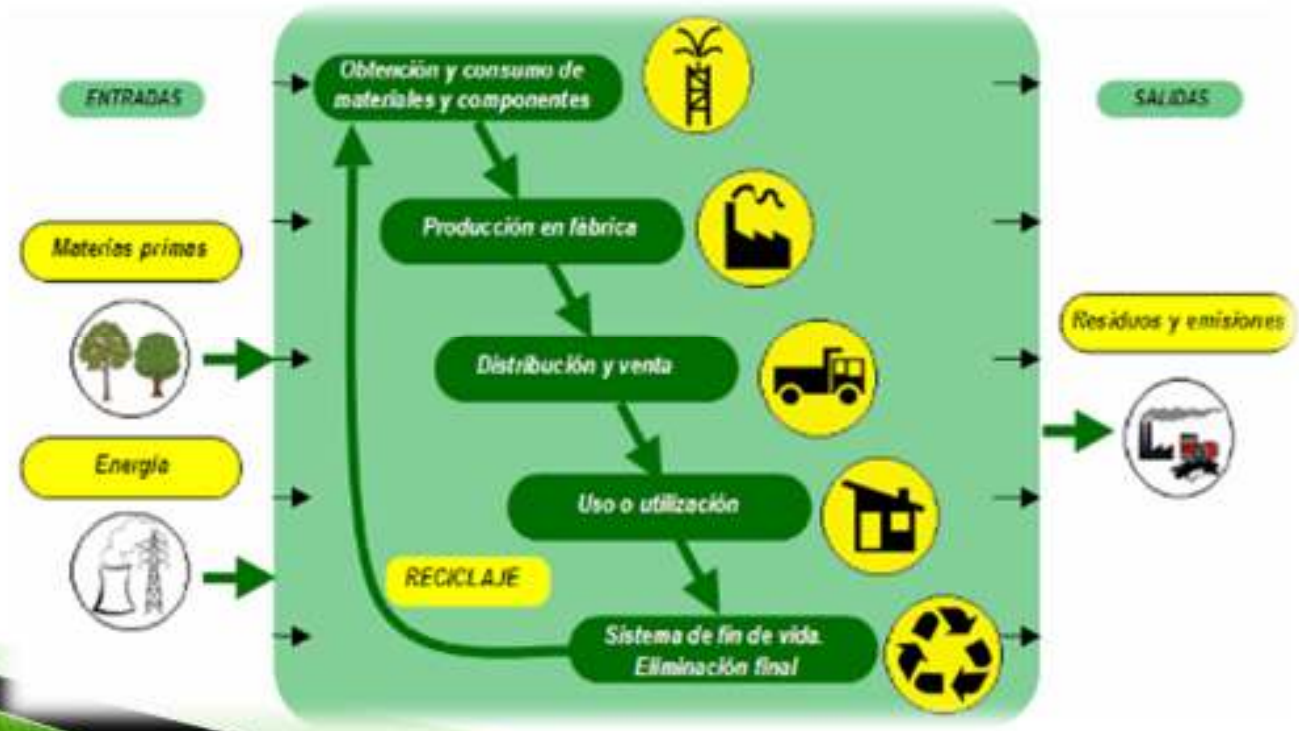 ENTRADAS
Obtención y consumo de
materiales y componentes
SALIDAS
Materias primas
Producción en fábrica
Residuos y emisiones
Distribución y venta
Energía
Uso o utilización
RECICLAJE
Sistema de fin de vida.
Eliminación final